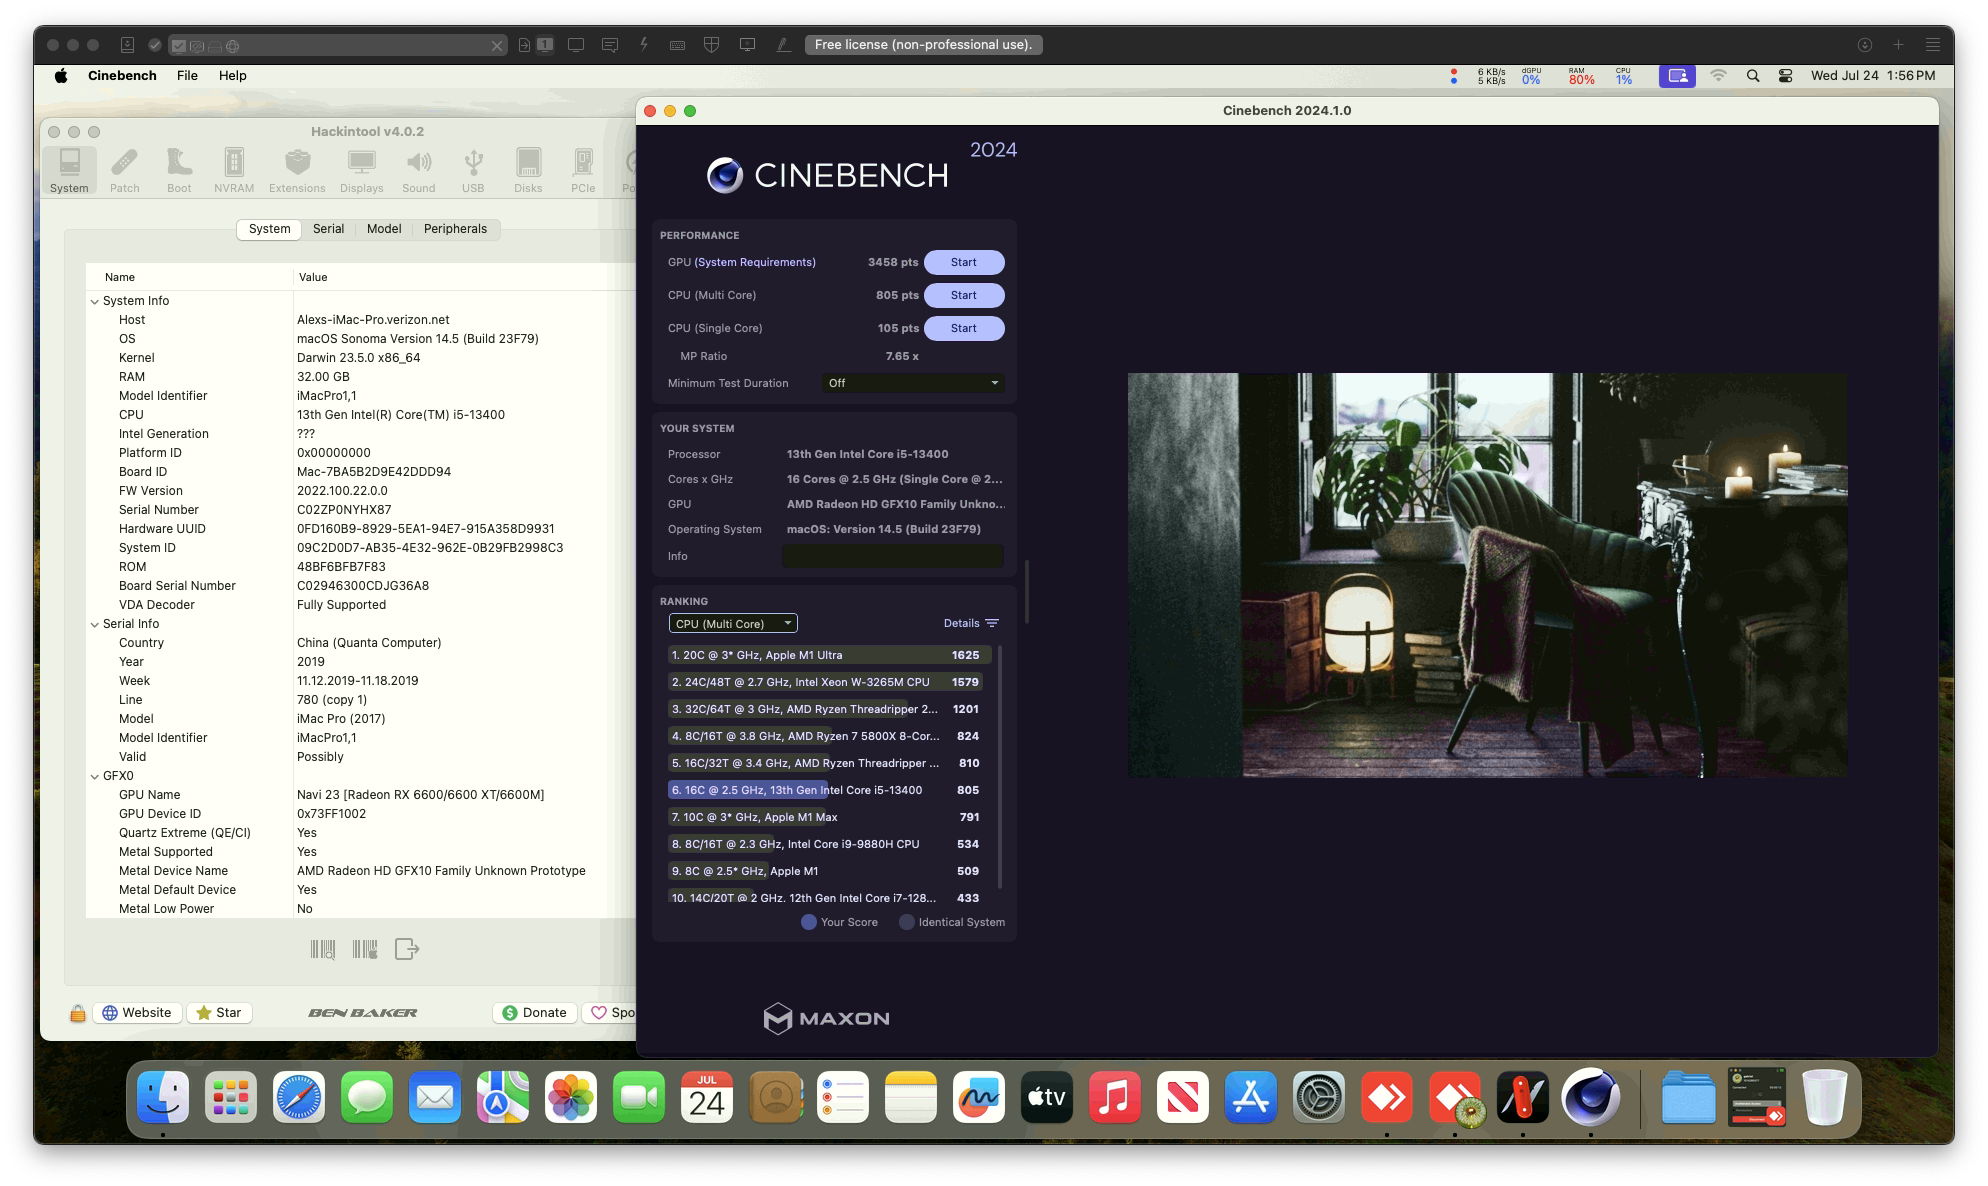 1
Free license (non-professional use).
Cinebench File Help
6 KB/s
5 KB/s
dGPU
0%
RAM
80%
CPU
1%
Wed Jul 24 1:56 PM
Hackintool v4.0.2
System Patch Boot NVRAM Extensions Displays Sound USB Disks PCIe Po
System Serial Model Peripherals
Name Value
System Info
Host Alexs-iMac-Pro.verizon.net
OS macOS Sonoma Version 14.5 (Build 23F79)
Kernel Darwin 23.5.0 x86_64
RAM 32.00 GB
Model Identifier iMacPro1,1
CPU 13th Gen Intel(R) Core(TM) i5-13400
Intel Generation ???
Platform ID 0x00000000
Board ID Mac-7BA5B2D9E42DDD94
FW Version 2022.100.22.0.0
Serial Number C02ZP0NYHX87
Hardware UUID 0FD160B9-8929-5EA1-94E7-915A358D9931
System ID 09C2D0D7-AB35-4E32-962E-0B29FB2998C3
ROM 48BF6BFB7F83
Board Serial Number C02946300CDJG36A8
VDA Decoder Fully Supported
Serial Info
Country China (Quanta Computer)
Year 2019
Week 11.12.2019-11.18.2019
Line 780 (copy 1)
Model iMac Pro (2017)
Model Identifier iMacPro1,1
Valid Possibly
GFX0
GPU Name Navi 23 [Radeon RX 6600/6600 XT/6600M]
GPU Device ID 0x73FF1002
Quartz Extreme (QE/CI) Yes
Metal Supported Yes
Metal Device Name AMD Radeon HD GFX10 Family Unknown Prototype
Metal Default Device Yes
Metal Low Power No
Website Star BEN BAKER Donate Spo
Cinebench 2024.1.0
2024
CINEBENCH
PERFORMANCE
GPU (System Requirements) 3458 pts Start
CPU (Multi Core) 805 pts Start
CPU (Single Core) 105 pts Start
MP Ratio 7.65 x
Minimum Test Duration Off
YOUR SYSTEM
Processor 13th Gen Intel Core i5-13400
Cores x GHz 16 Cores @ 2.5 GHz (Single Core @ 2...
GPU AMD Radeon HD GFX10 Family Unkno...
Operating System macOS: Version 14.5 (Build 23F79)
Info
RANKING
CPU (Multi Core) Details
1. 20C @ 3* GHz, Apple M1 Ultra 1625
2. 24C/48T @ 2.7 GHz, Intel Xeon W-3265M CPU 1579
3. 32C/64T @ 3 GHz, AMD Ryzen Threadripper 2... 1201
4. 8C/16T @ 3.8 GHz, AMD Ryzen 7 5800X 8-Cor... 824
5. 16C/32T @ 3.4 GHz, AMD Ryzen Threadripper ... 810
6. 16C @ 2.5 GHz, 13th Gen Intel Core i5-13400 805
7. 10C @ 3* GHz, Apple M1 Max 791
8. 8C/16T @ 2.3 GHz, Intel Core i9-9880H CPU 534
9. 8C @ 2.5* GHz, Apple M1 509
10. 14C/20T @ 2 GHz, 12th Gen Intel Core i7-128... 433
Your Score Identical System
MAXON
JUL
24
tv